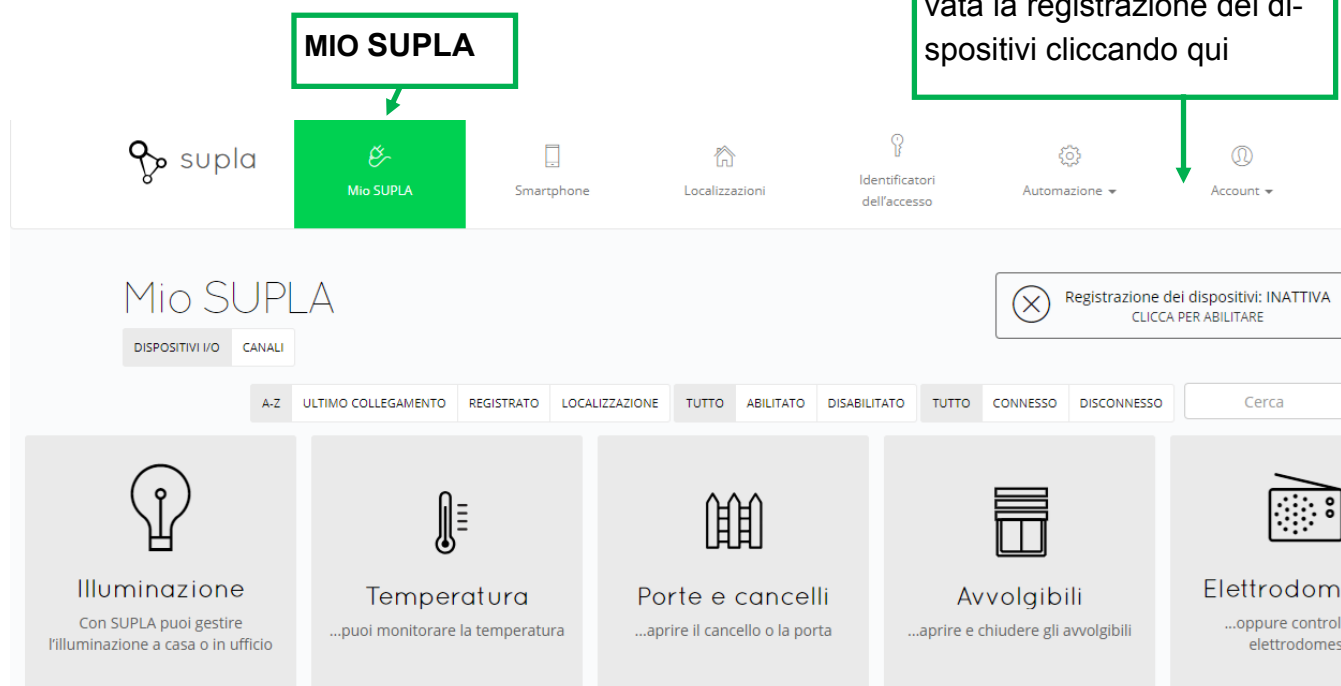 vata la registrazione dei di-
spositivi cliccando qui
MIO SUPLA
supla
Mio SUPLA
Smartphone
Localizzazioni
Identificatori
dell'accesso
Automazione
Account
Mio SUPLA
Registrazione dei dispositivi: INATTIVA
CLICCA PER ABILITARE
DISPOSITIVI I/O CANALI
A-Z ULTIMO COLLEGAMENTO REGISTRATO LOCALIZZAZIONE TUTTO ABILITATO DISABILITATO TUTTO CONNESSO DISCONNESSO Cerca
Illuminazione
Con SUPLA puoi gestire
l'illuminazione a casa o in ufficio
Temperatura
...puoi monitorare la temperatura
Porte e cancelli
...aprire il cancello o la porta
Avvolgibili
...aprire e chiudere gli avvolgibili
Elettrodom
...oppure control
elettrodomes